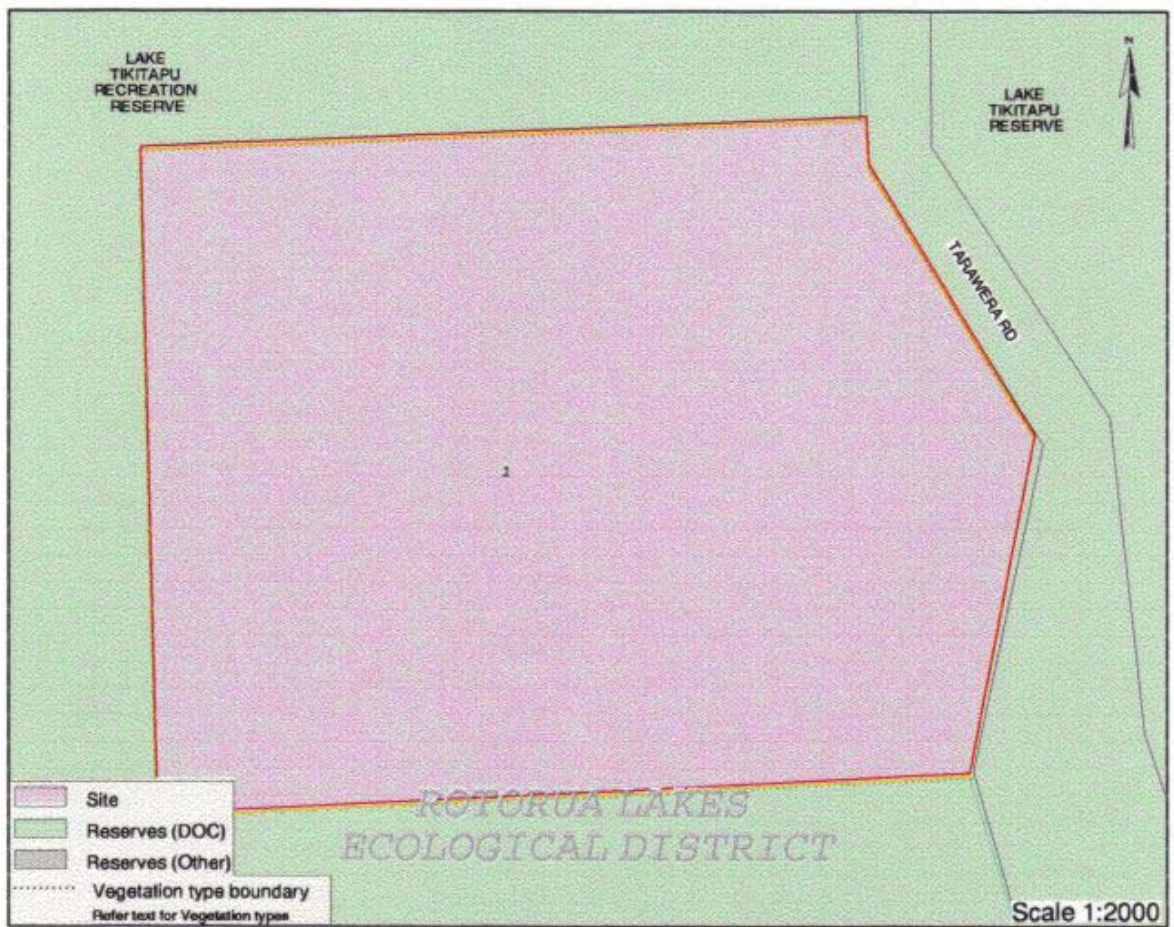 LAKE
TIKITAPU
RECREATION
RESERVE
N
LAKE
TIKITAPU
RESERVE
TARAWERA RD
1
Site
Reserves (DOC)
Reserves (Other)
Vegetation type boundary
Refer text for Vegetation types
ROTORUA LAKES
ECOLOGICAL DISTRICT
Scale 1:2000